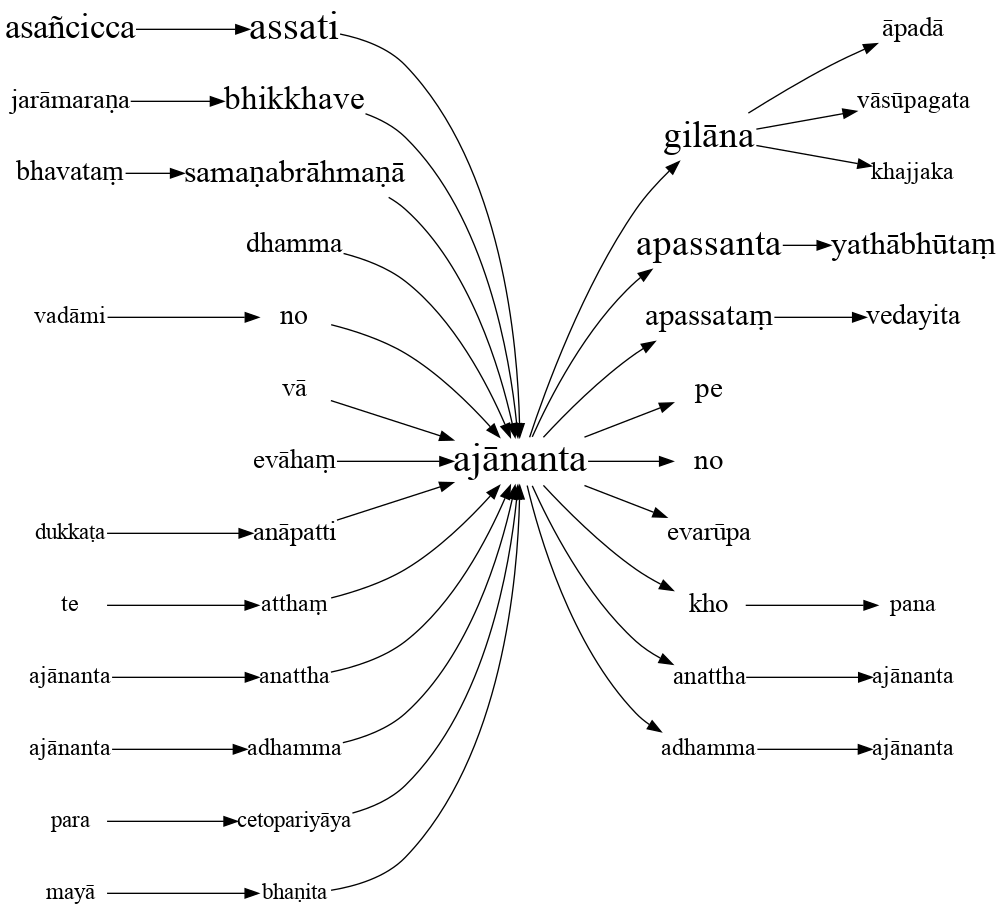 asañcicca assati āpadā
jarāmaraṇa bhikkhave gilāna vāsūpagata
bhavataṃ samaṇabrāhmaṇā khajjaka
dhamma apassanta yathābhūtaṃ
vadāmi no apassataṃ vedayita
vā pe
evāhaṃ ajānanta no
dukkaṭa anāpatti evarūpa
te atthaṃ kho pana
ajānanta anattha anattha ajānanta
ajānanta adhamma adhamma ajānanta
para cetopariyāya
mayā bhaṇita